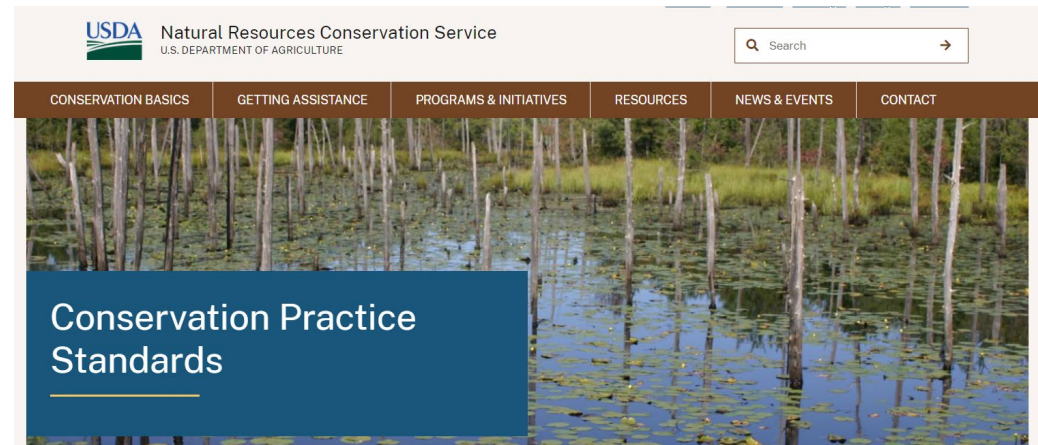 USDA
Natural Resources Conservation Service
U.S. DEPARTMENT OF AGRICULTURE
Search
CONSERVATION BASICS
GETTING ASSISTANCE
PROGRAMS & INITIATIVES
RESOURCES
NEWS & EVENTS
CONTACT
Conservation Practice
Standards